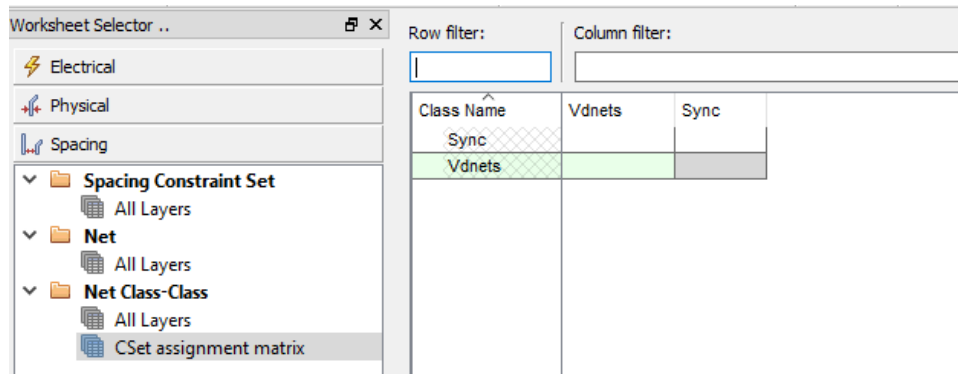 Worksheet Selector ..
Electrical
Physical
Spacing
Spacing Constraint Set
All Layers
Net
All Layers
Net Class-Class
All Layers
CSet assignment matrix
Row filter:
Column filter:
Class Name Vdnets Sync
Sync
Vdnets